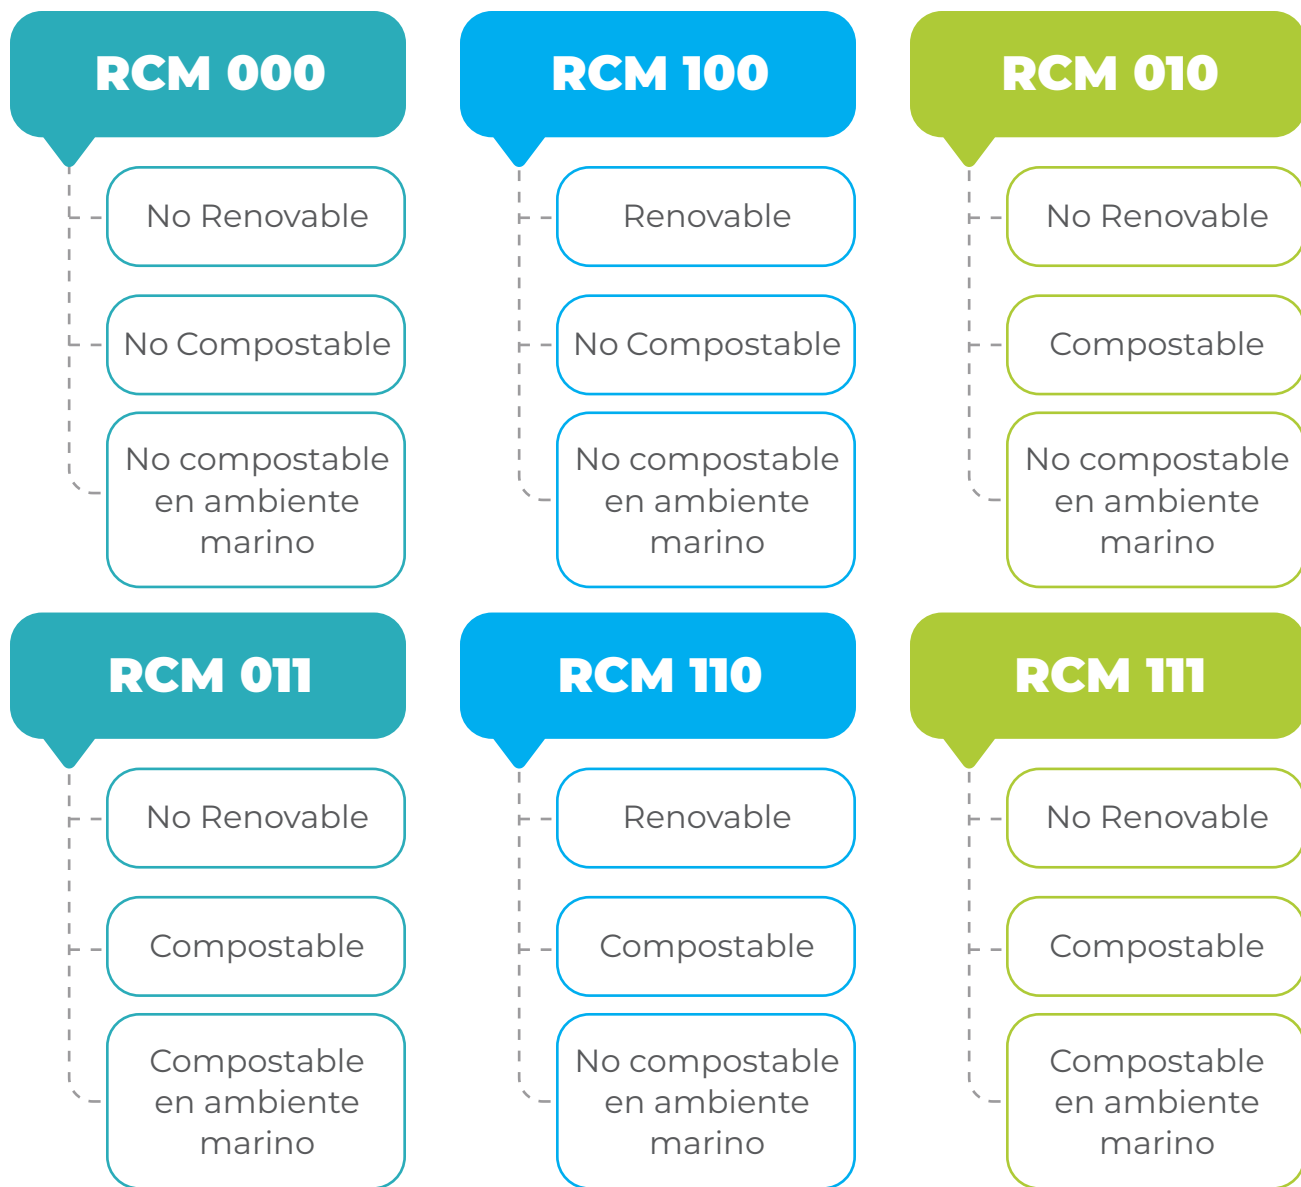 RCM 000
No Renovable
No Compostable
No compostable
en ambiente
marino
RCM 100
Renovable
No Compostable
No compostable
en ambiente
marino
RCM 010
No Renovable
Compostable
No compostable
en ambiente
marino
RCM 011
No Renovable
Compostable
Compostable
en ambiente
marino
RCM 110
Renovable
Compostable
No compostable
en ambiente
marino
RCM 111
No Renovable
Compostable
Compostable
en ambiente
marino